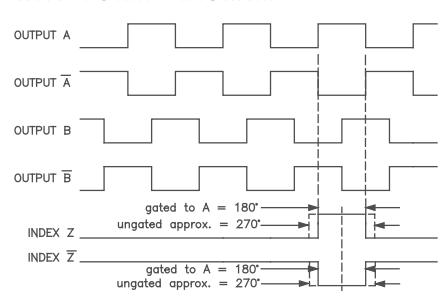 OUTPUT A
OUTPUT A̅
OUTPUT B
OUTPUT B̅
gated to A = 180°
ungated approx. = 270°
INDEX Z
INDEX Z̅
gated to A = 180°
ungated approx. = 270°